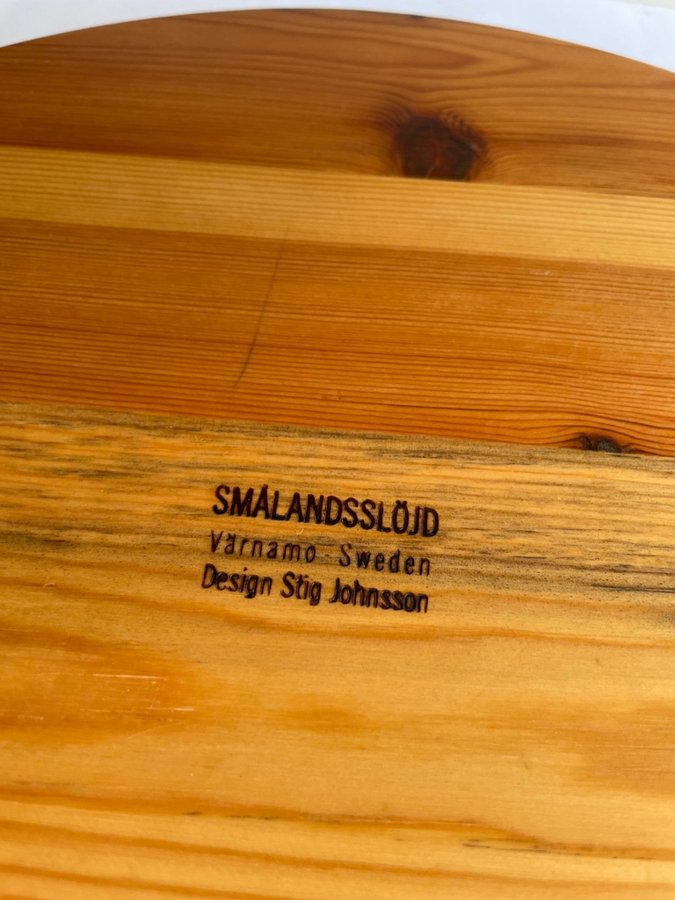 SMÅLANDSSLÖJD
Värnamo-Sweden
Design Stig Johnsson